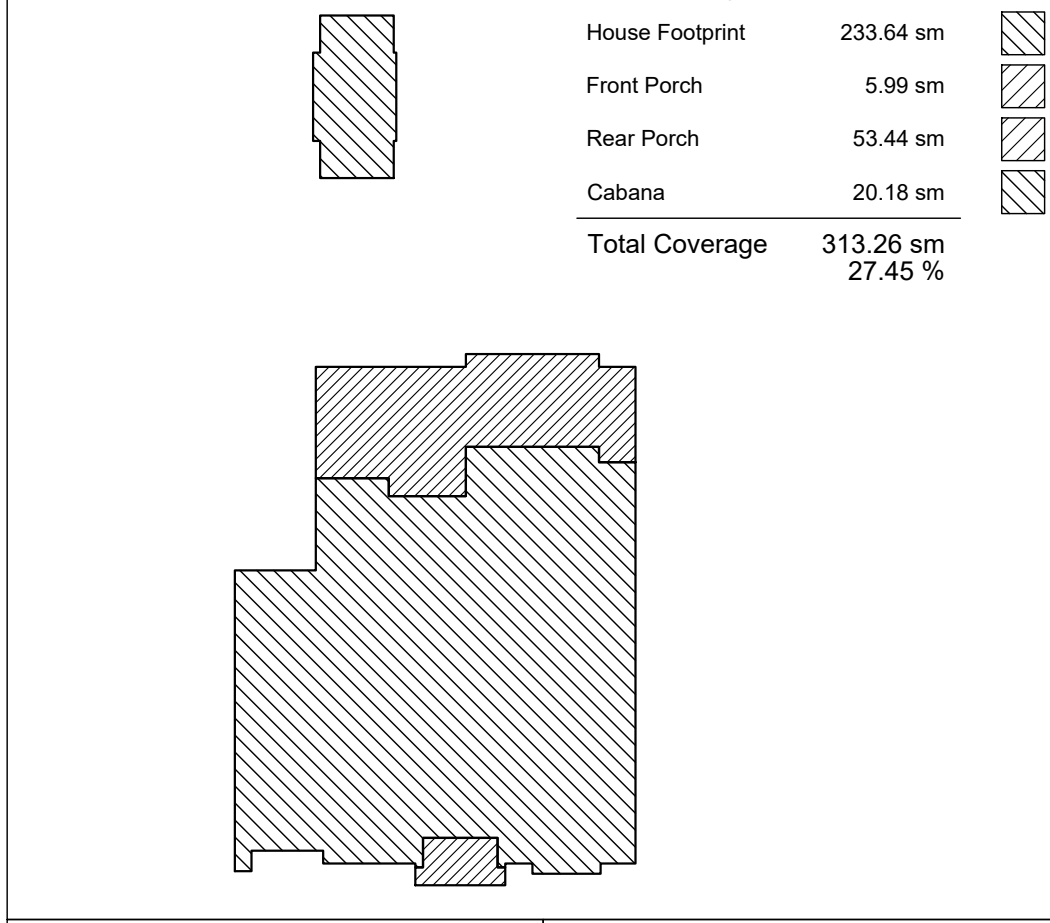 House Footprint 233.64 sm
Front Porch 5.99 sm
Rear Porch 53.44 sm
Cabana 20.18 sm
Total Coverage 313.26 sm
27.45 %